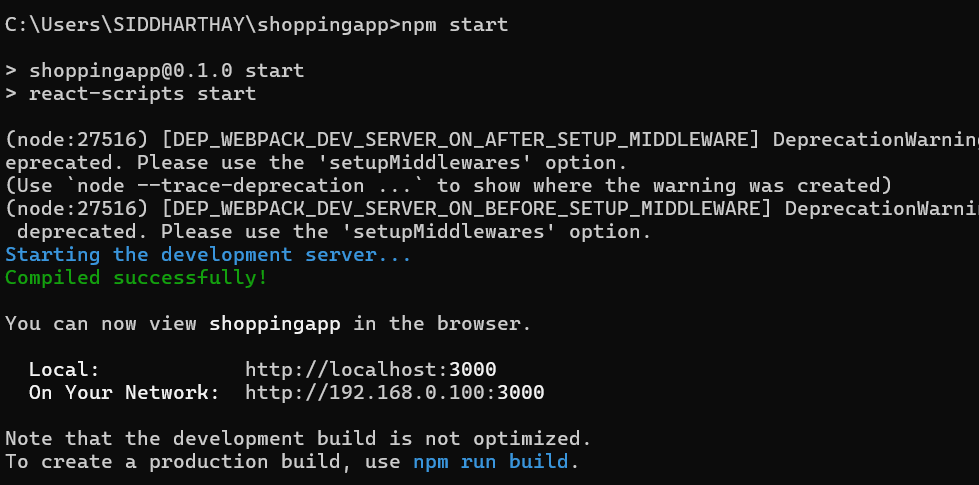 C:\Users\SIDDHARTHAY\shoppingapp>npm start
> shoppingapp@0.1.0 start
> react-scripts start
(node:27516) [DEP_WEBPACK_DEV_SERVER_ON_AFTER_SETUP_MIDDLEWARE] DeprecationWarning
eprecated. Please use the 'setupMiddlewares' option.
(Use `node --trace-deprecation ...` to show where the warning was created)
(node:27516) [DEP_WEBPACK_DEV_SERVER_ON_BEFORE_SETUP_MIDDLEWARE] DeprecationWarni
deprecated. Please use the 'setupMiddlewares' option.
Starting the development server...
Compiled successfully!
You can now view shoppingapp in the browser.
Local: http://localhost:3000
On Your Network: http://192.168.0.100:3000
Note that the development build is not optimized.
To create a production build, use npm run build.